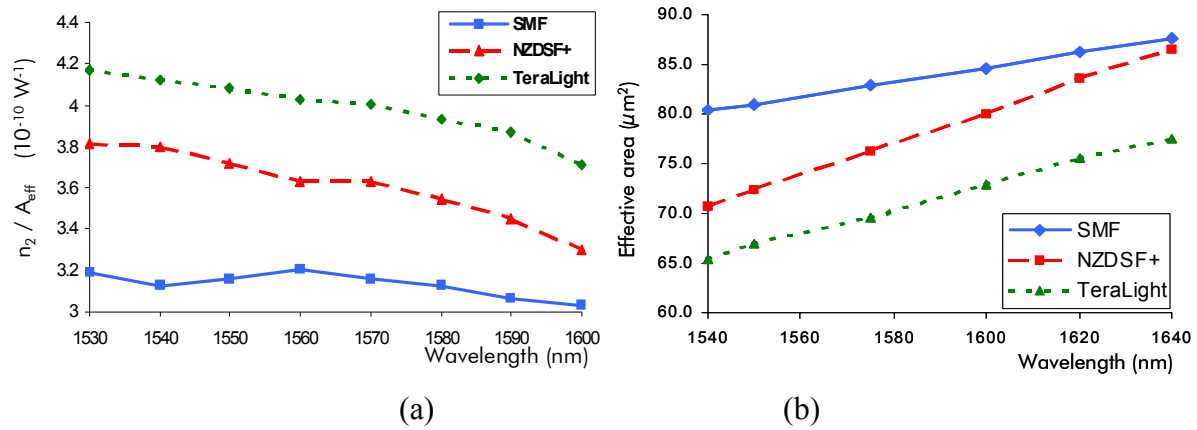 4.4
4.2
4
3.8
3.6
3.4
3.2
3
n2 / Aeff (10-10 W-1)
SMF
NZDSF+
TeraLight
1530 1540 1550 1560 1570 1580 1590 1600
Wavelength (nm)
(a)
90.0
85.0
80.0
75.0
70.0
65.0
60.0
Effective area (µm2)
SMF
NZDSF+
TeraLight
1540 1560 1580 1600 1620 1640
Wavelength (nm)
(b)